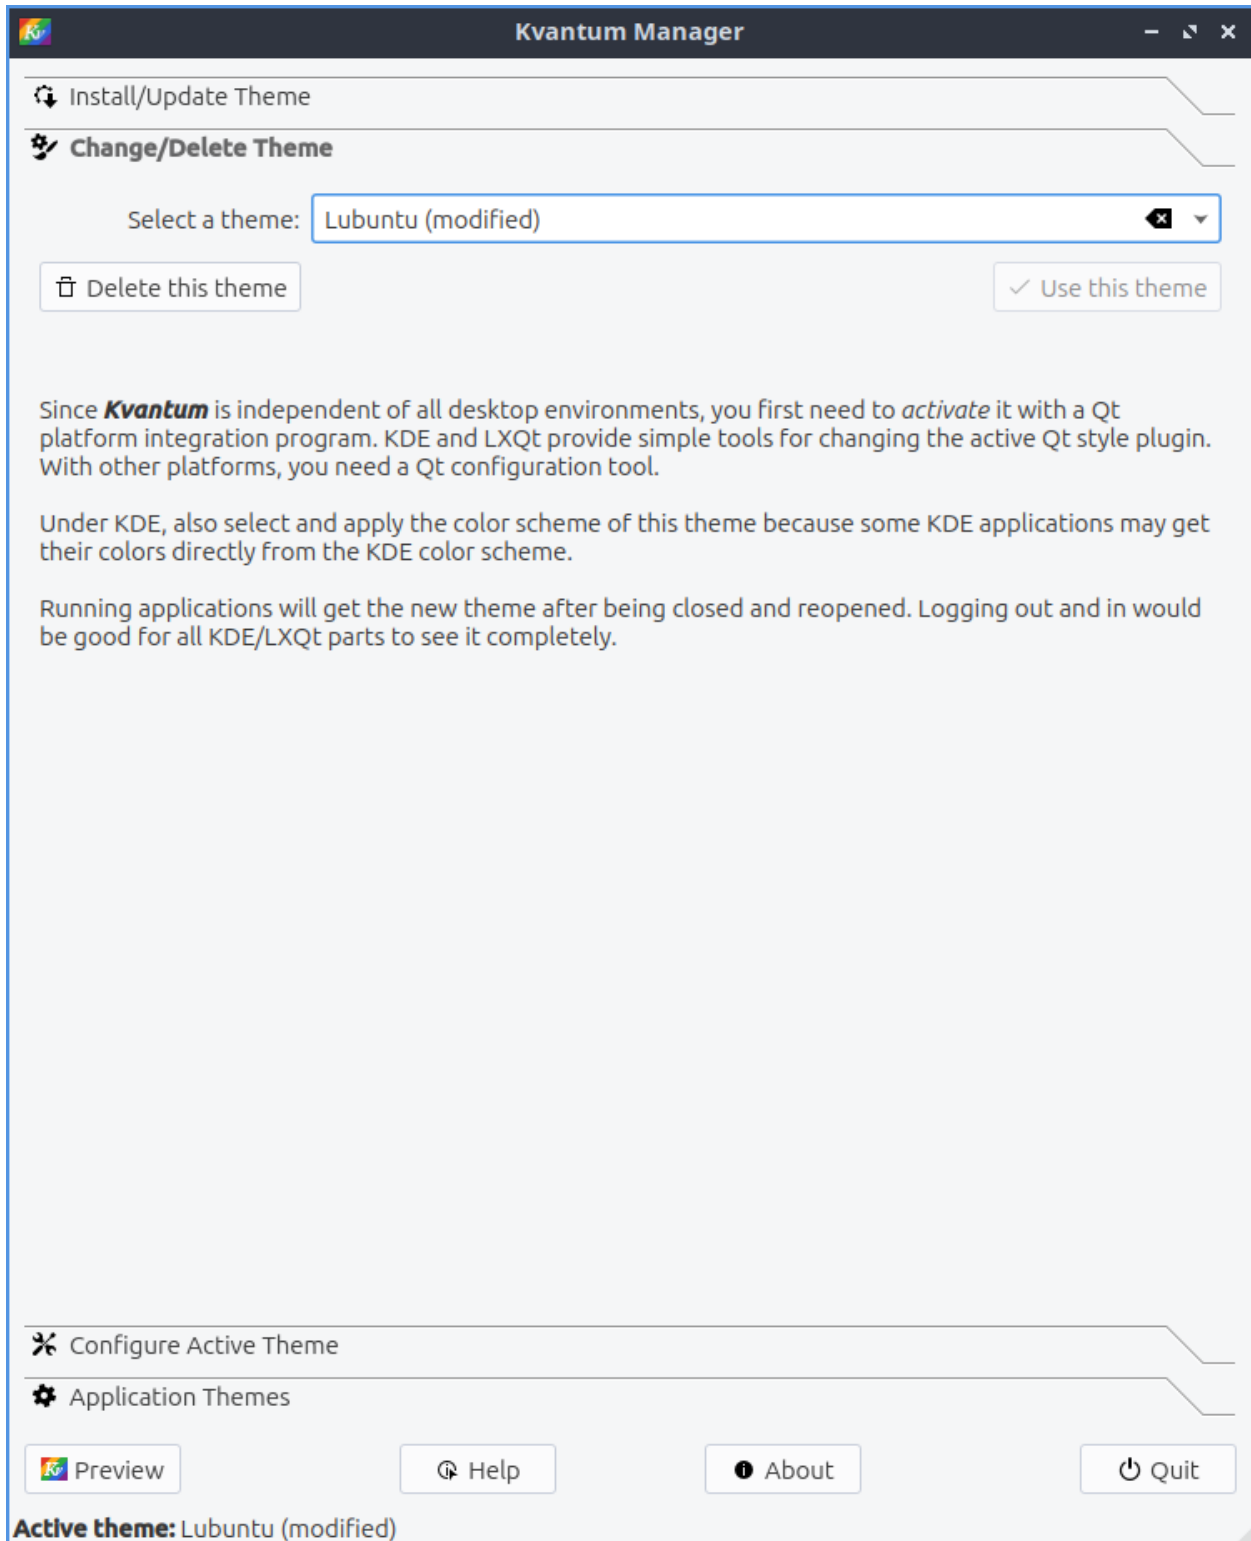 Kv Kvantum Manager
Install/Update Theme
Change/Delete Theme
Select a theme: Lubuntu (modified)
Delete this theme Use this theme
Since Kvantum is independent of all desktop environments, you first need to activate it with a Qt
platform integration program. KDE and LXQt provide simple tools for changing the active Qt style plugin.
With other platforms, you need a Qt configuration tool.
Under KDE, also select and apply the color scheme of this theme because some KDE applications may get
their colors directly from the KDE color scheme.
Running applications will get the new theme after being closed and reopened. Logging out and in would
be good for all KDE/LXQt parts to see it completely.
Configure Active Theme
Application Themes
Kv Preview Help About Quit
Active theme: Lubuntu (modified)